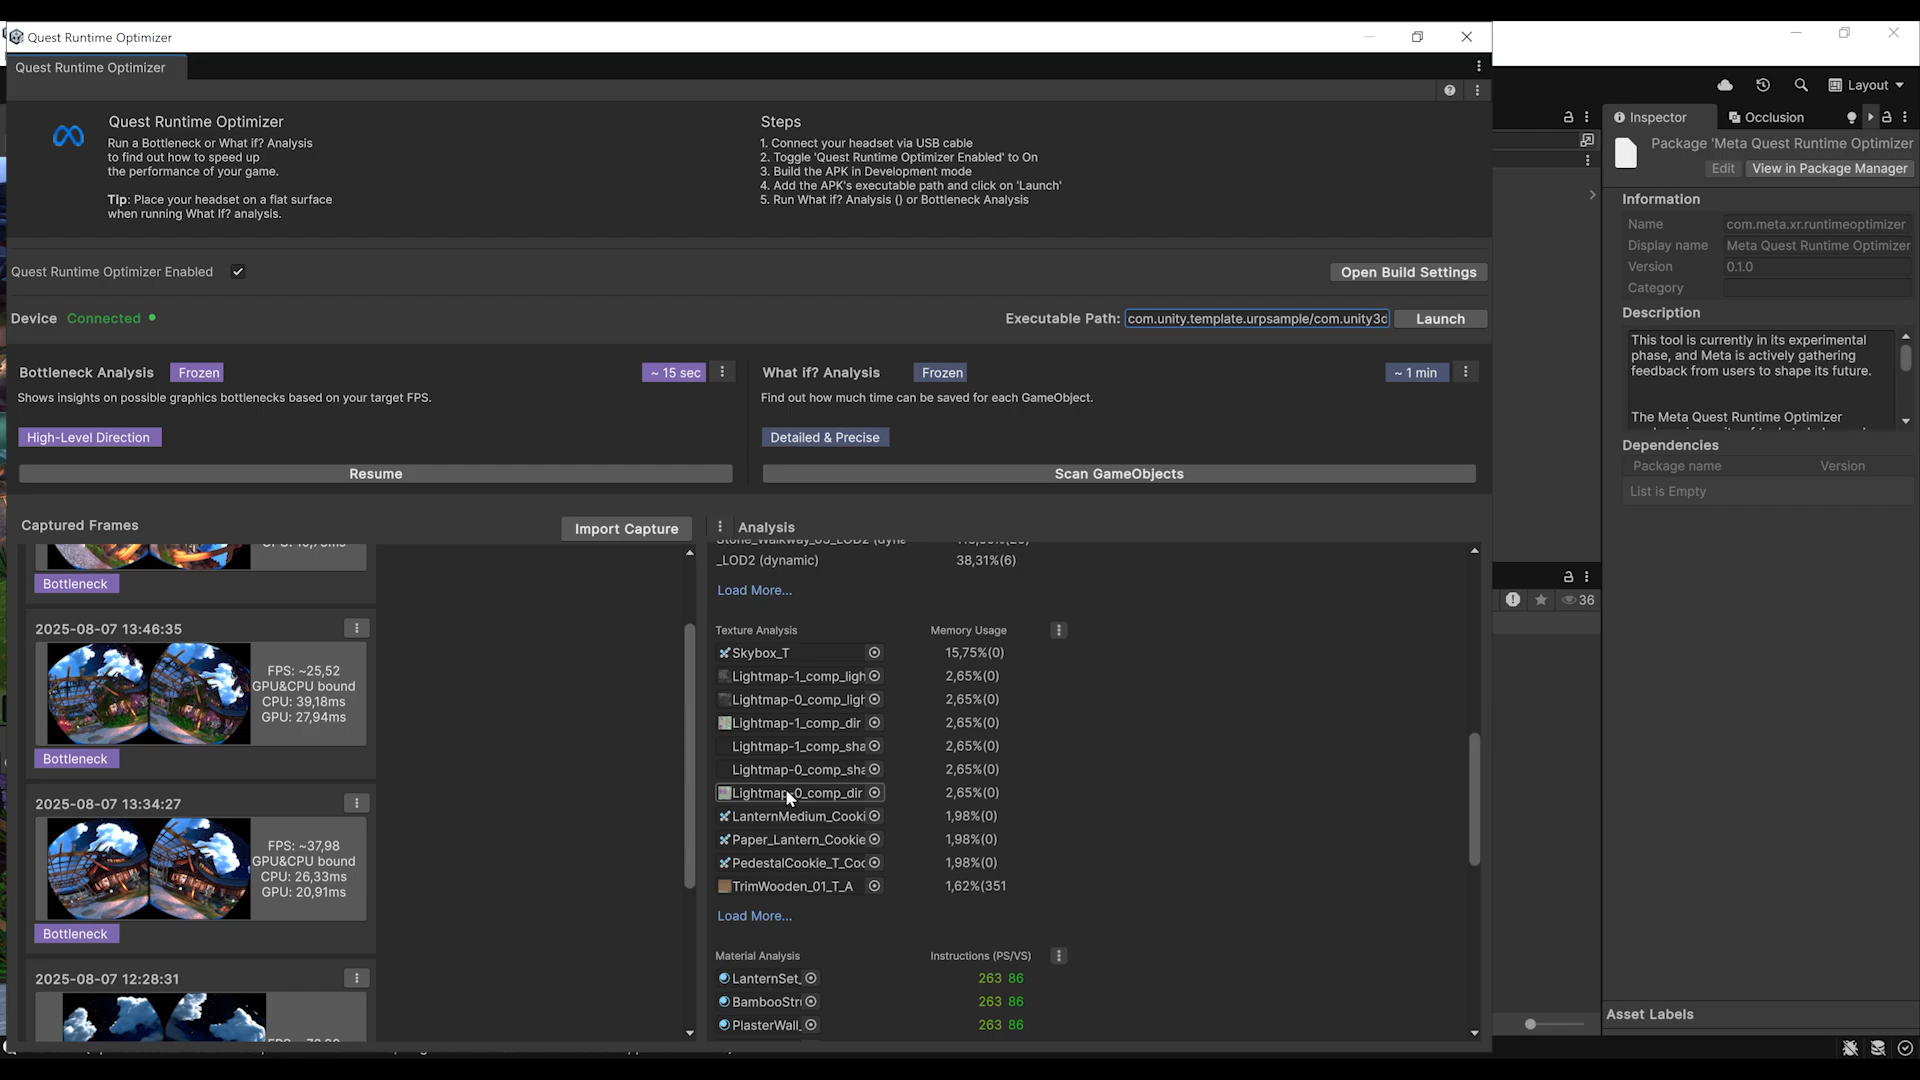 Quest Runtime Optimizer
Quest Runtime Optimizer
Layout
Quest Runtime Optimizer
Run a Bottleneck or What if? Analysis
to find out how to speed up
the performance of your game.
Tip: Place your headset on a flat surface
when running What If? analysis.
Steps
1. Connect your headset via USB cable
2. Toggle 'Quest Runtime Optimizer Enabled' to On
3. Build the APK in Development mode
4. Add the APK's executable path and click on 'Launch'
5. Run What if? Analysis () or Bottleneck Analysis
Quest Runtime Optimizer Enabled
Open Build Settings
Device Connected
Executable Path: com.unity.template.urpsample/com.unity3d
Launch
Bottleneck Analysis Frozen ~ 15 sec
Shows insights on possible graphics bottlenecks based on your target FPS.
High-Level Direction
Resume
What if? Analysis Frozen ~ 1 min
Find out how much time can be saved for each GameObject.
Detailed & Precise
Scan GameObjects
Captured Frames
Import Capture
Bottleneck
2025-08-07 13:46:35
FPS: ~25,52
GPU&CPU bound
CPU: 39,18ms
GPU: 27,94ms
Bottleneck
2025-08-07 13:34:27
FPS: ~37,98
GPU&CPU bound
CPU: 26,33ms
GPU: 20,91ms
Bottleneck
2025-08-07 12:28:31
Analysis
_LOD2 (dynamic) 38,31%(6)
Load More...
Texture Analysis Memory Usage
Skybox_T 15,75%(0)
Lightmap-1_comp_ligh 2,65%(0)
Lightmap-0_comp_ligh 2,65%(0)
Lightmap-1_comp_dir 2,65%(0)
Lightmap-1_comp_sha 2,65%(0)
Lightmap-0_comp_sha 2,65%(0)
Lightmap-0_comp_dir 2,65%(0)
LanternMedium_Cooki 1,98%(0)
Paper_Lantern_Cookie 1,98%(0)
PedestalCookie_T_Coo 1,98%(0)
TrimWooden_01_T_A 1,62%(351
Load More...
Material Analysis Instructions (PS/VS)
LanternSet_ 263 86
BambooStru 263 86
PlasterWall_ 263 86
36
Inspector Occlusion
Package 'Meta Quest Runtime Optimizer
Edit View in Package Manager
Information
Name com.meta.xr.runtimeoptimizer
Display name Meta Quest Runtime Optimizer
Version 0.1.0
Category
Description
This tool is currently in its experimental
phase, and Meta is actively gathering
feedback from users to shape its future.
The Meta Quest Runtime Optimizer
Dependencies
Package name Version
List is Empty
Asset Labels